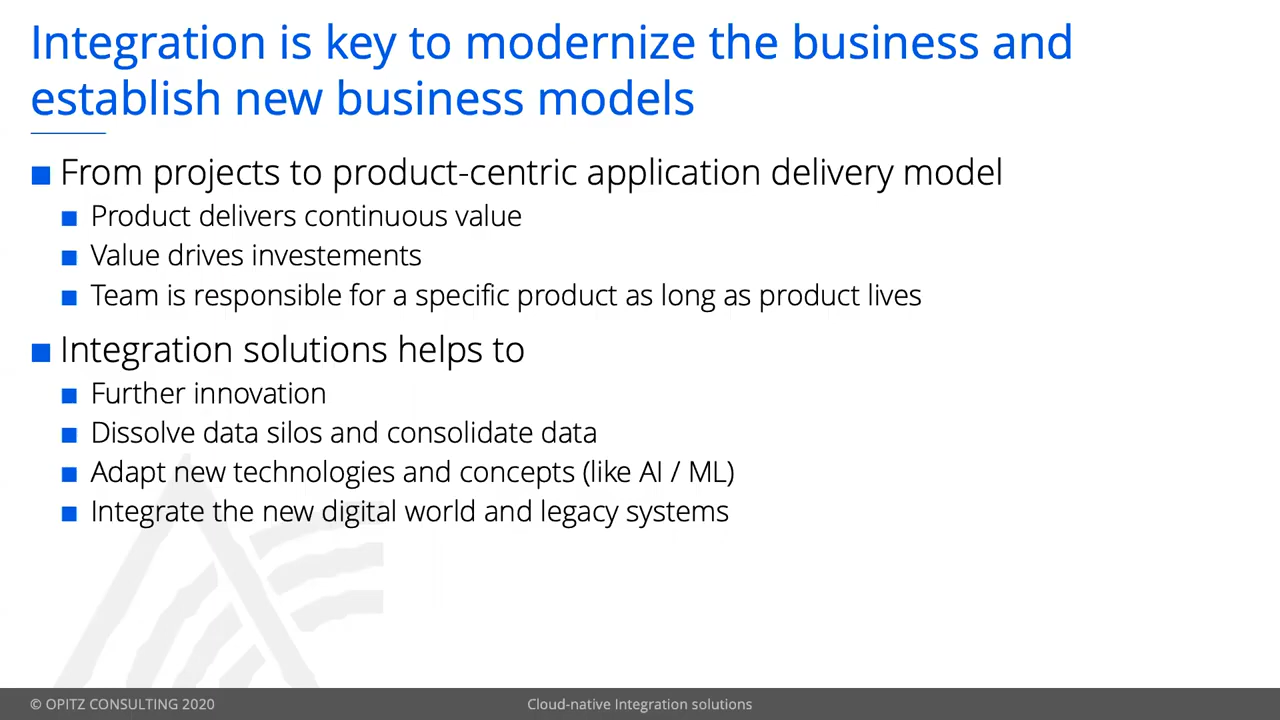 Integration is key to modernize the business and
establish new business models
From projects to product-centric application delivery model
Product delivers continuous value
Value drives investements
Team is responsible for a specific product as long as product lives
Integration solutions helps to
Further innovation
Dissolve data silos and consolidate data
Adapt new technologies and concepts (like AI / ML)
Integrate the new digital world and legacy systems
© OPITZ CONSULTING 2020
Cloud-native Integration solutions